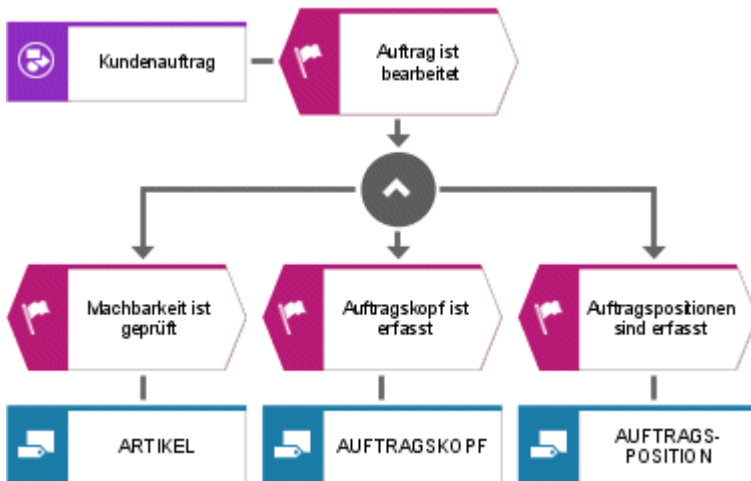 Kundenauftrag
Auftrag ist
bearbeitet
Machbarkeit ist
geprüft
Auftragskopf ist
erfasst
Auftragspositionen
sind erfasst
ARTIKEL
AUFTRAGSKOPF
AUFTRAGS-
POSITION